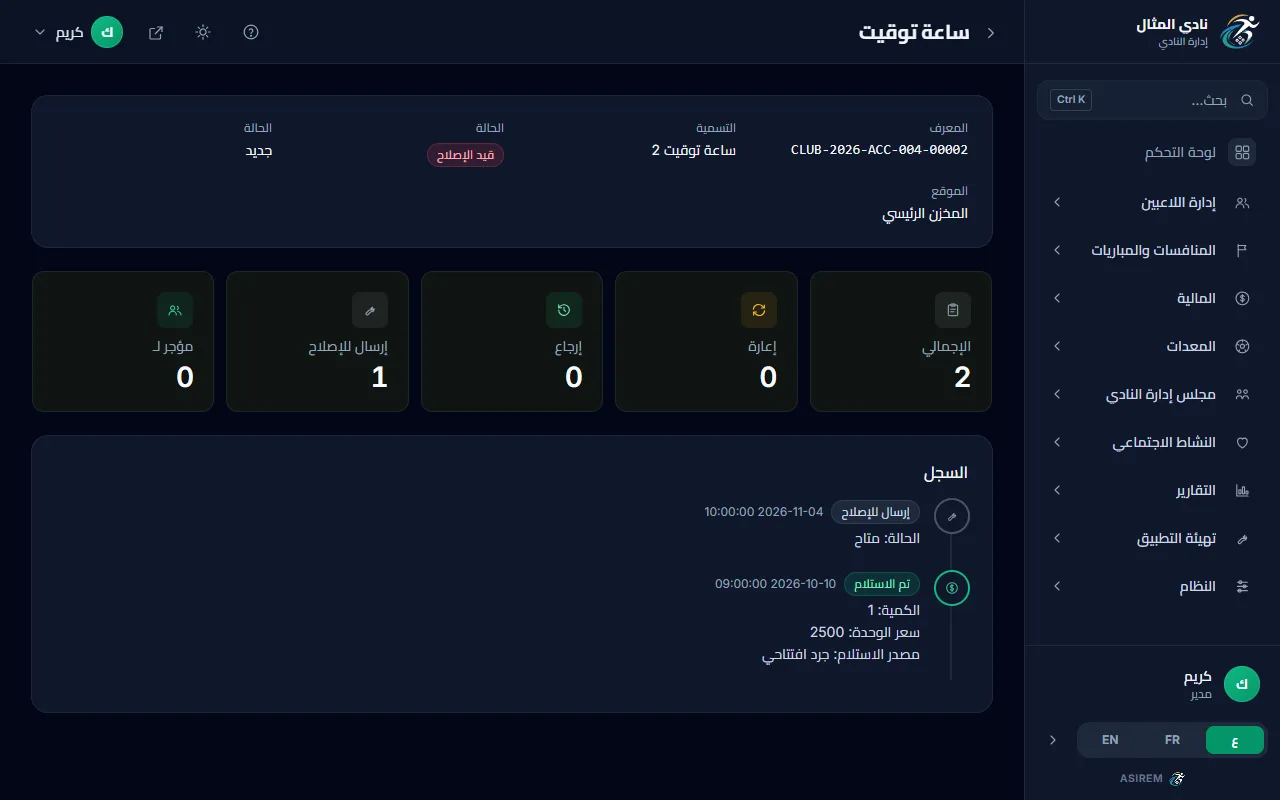 نادي المثال
إدارة النادي
بحث...
Ctrl K
لوحة التحكم
إدارة اللاعبين
المنافسات والمباريات
المالية
المعدات
مجلس إدارة النادي
النشاط الاجتماعي
التقارير
تهيئة التطبيق
النظام
ك
كريم
مدير
ع
FR
EN
ASIREM
ساعة توقيت
ك
كريم
المعرف
CLUB-2026-ACC-004-00002
التسمية
ساعة توقيت 2
الحالة
قيد الإصلاح
الحالة
جديد
الموقع
المخزن الرئيسي
الإجمالي
2
إعارة
0
إرجاع
0
إرسال للإصلاح
1
مؤجر لـ
0
السجل
إرسال للإصلاح
2026-11-04 10:00:00
الحالة: متاح
تم الاستلام
2026-10-10 09:00:00
الكمية: 1
سعر الوحدة: 2500
مصدر الاستلام: جرد افتتاحي